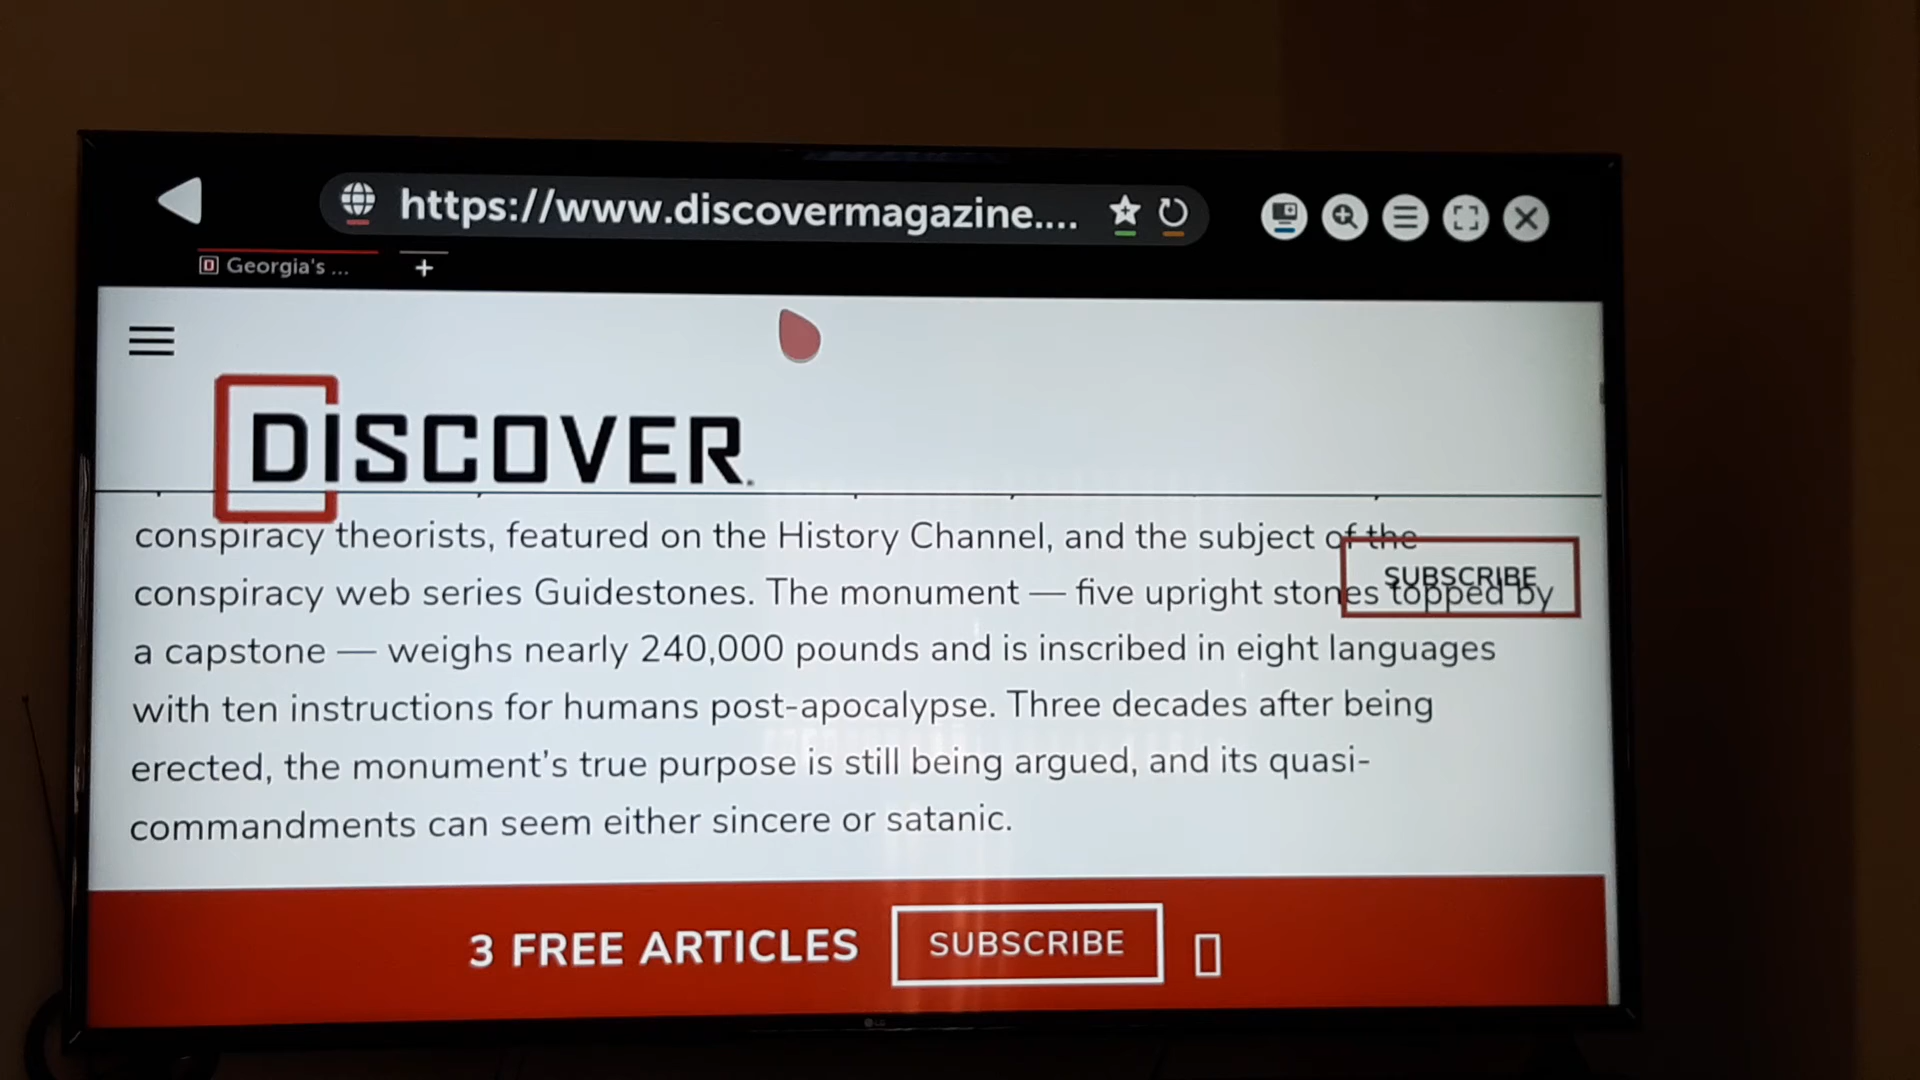 https://www.discovermagazine....
Georgia's ...
DISCOVER.
conspiracy theorists, featured on the History Channel, and the subject of the
SUBSCRIBE
conspiracy web series Guidestones. The monument — five upright stones topped by
a capstone — weighs nearly 240,000 pounds and is inscribed in eight languages
with ten instructions for humans post-apocalypse. Three decades after being
erected, the monument's true purpose is still being argued, and its quasi-
commandments can seem either sincere or satanic.
3 FREE ARTICLES SUBSCRIBE
LG